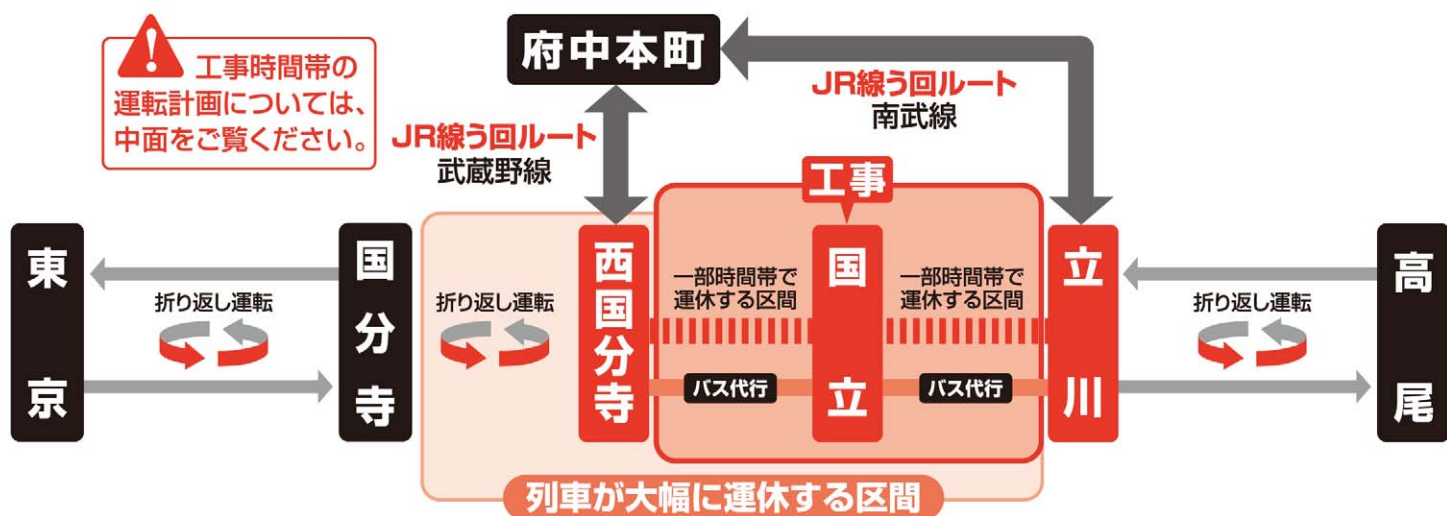 工事時間帯の
運転計画については、
中面をご覧ください。
府中本町
JR線う回ルート
武蔵野線
JR線う回ルート
南武線
工事
東京
折り返し運転
国分寺
折り返し運転
西国分寺
一部時間帯で
運休する区間
バス代行
国立
一部時間帯で
運休する区間
バス代行
立川
折り返し運転
高尾
列車が大幅に運休する区間